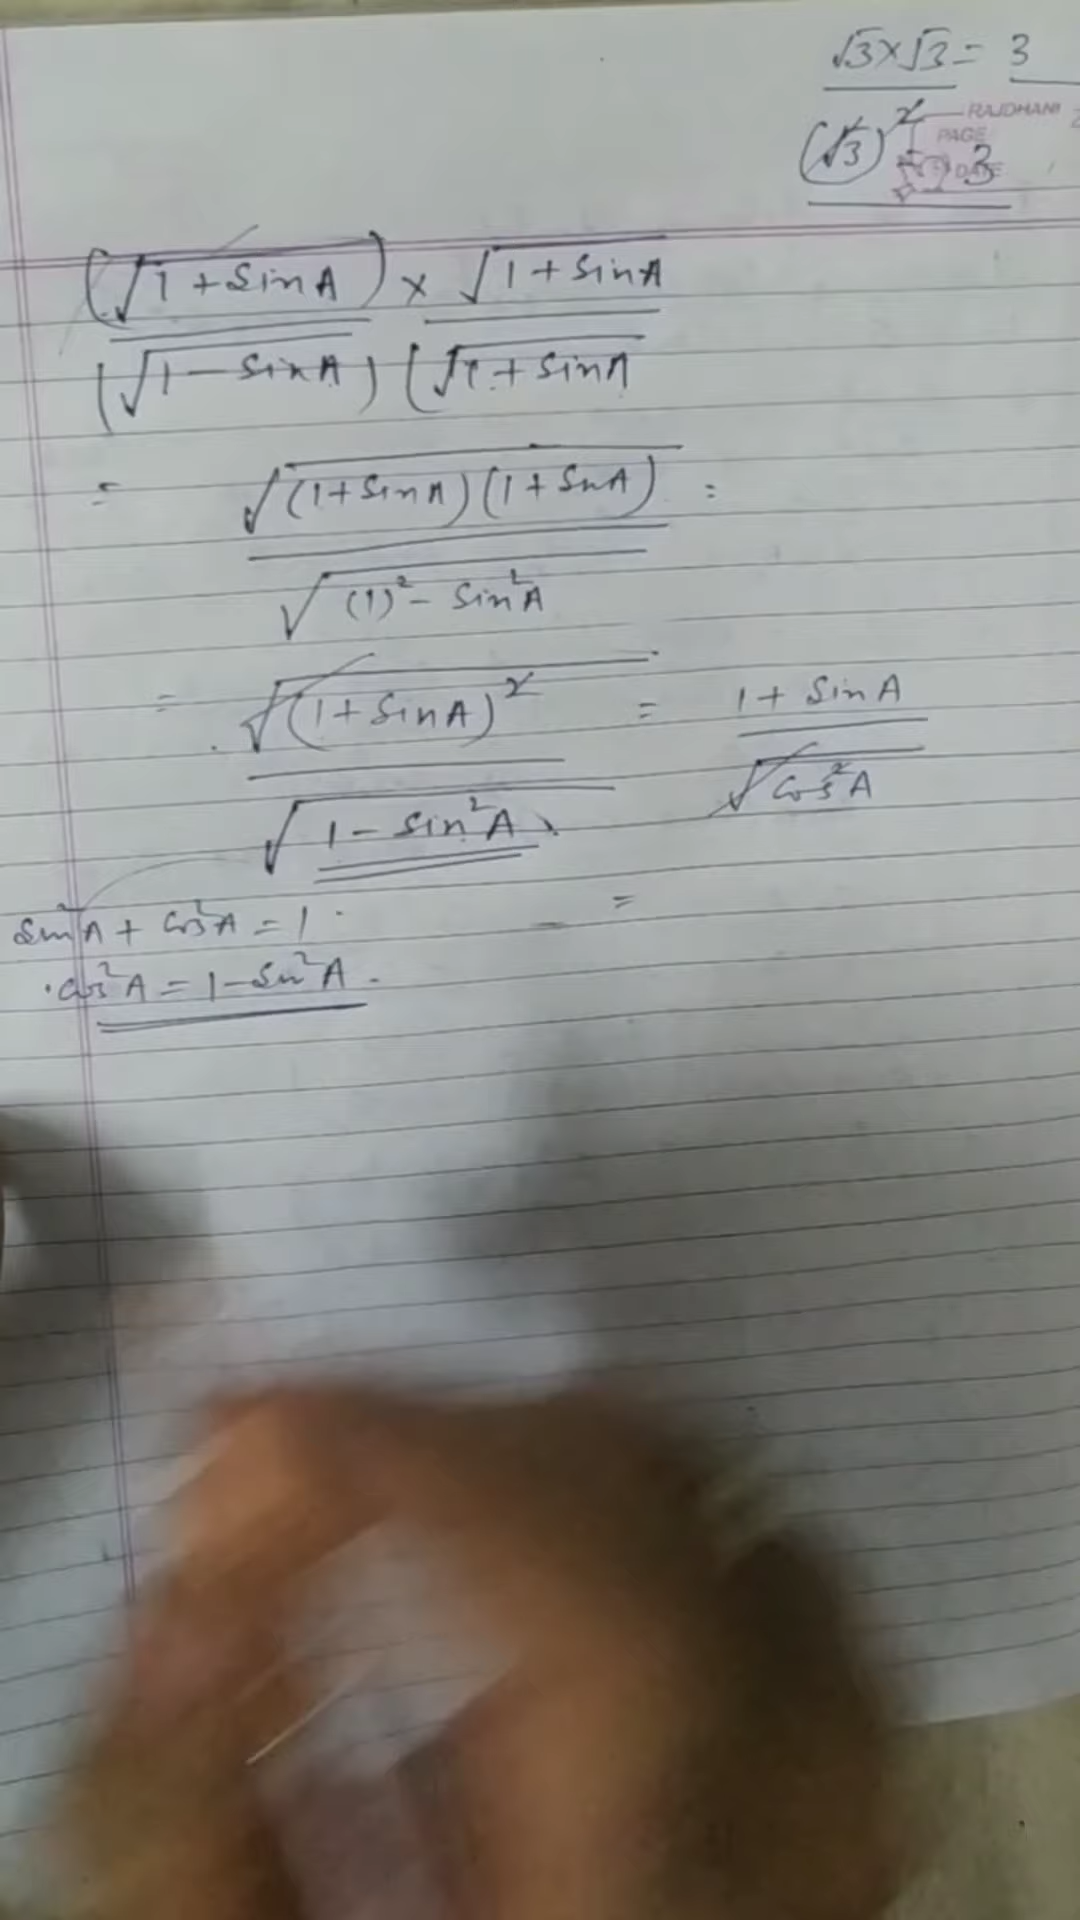 √3×√3 = 3
(√3)² 3
RAJDHANI
PAGE
DATE
(√1+sinA) × √1+sinA
(√1-sinA) (√1+sinA
= √(1+sinA)(1+sinA) =
√(1)²-sin²A
= √(1+sinA)² = 1+sinA
√1-sin²A √cos²A
sin²A + cos²A = 1 =
cos²A = 1-sin²A.